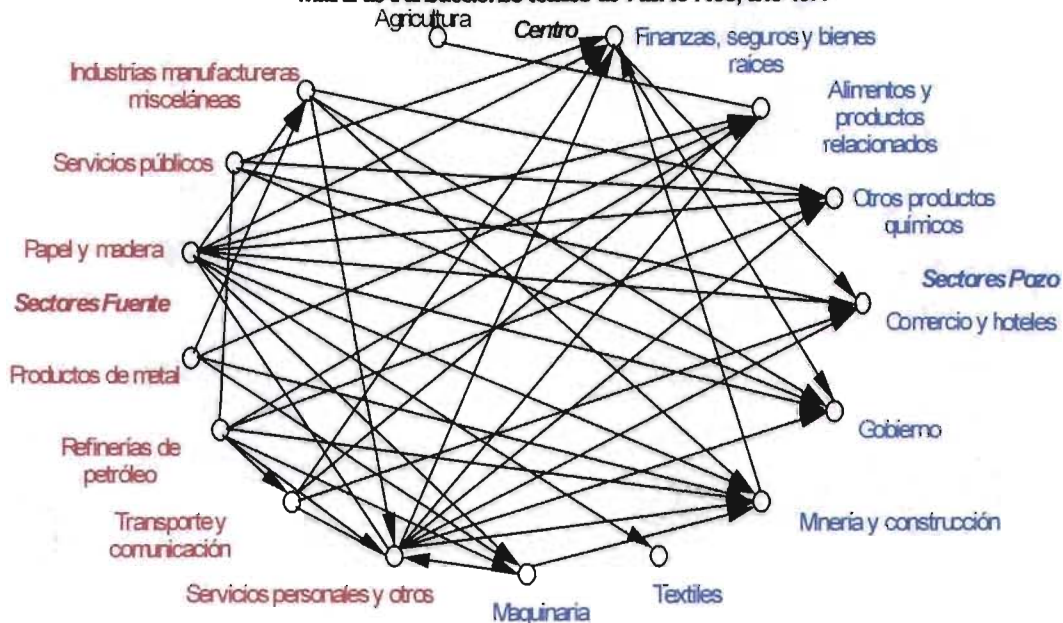 Agricultura
Centro
Finanzas, seguros y bienes
raíces
Industrias manufactureras
misceláneas
Alimentos y
productos
relacionados
Servicios públicos
Otros productos
químicos
Papel y madera
Sectores Fuente
Sectores Pozo
Comercio y hoteles
Productos de metal
Gobierno
Refinerías de
petróleo
Transporte y
comunicación
Minería y construcción
Servicios personales y otros
Maquinaria
Textiles